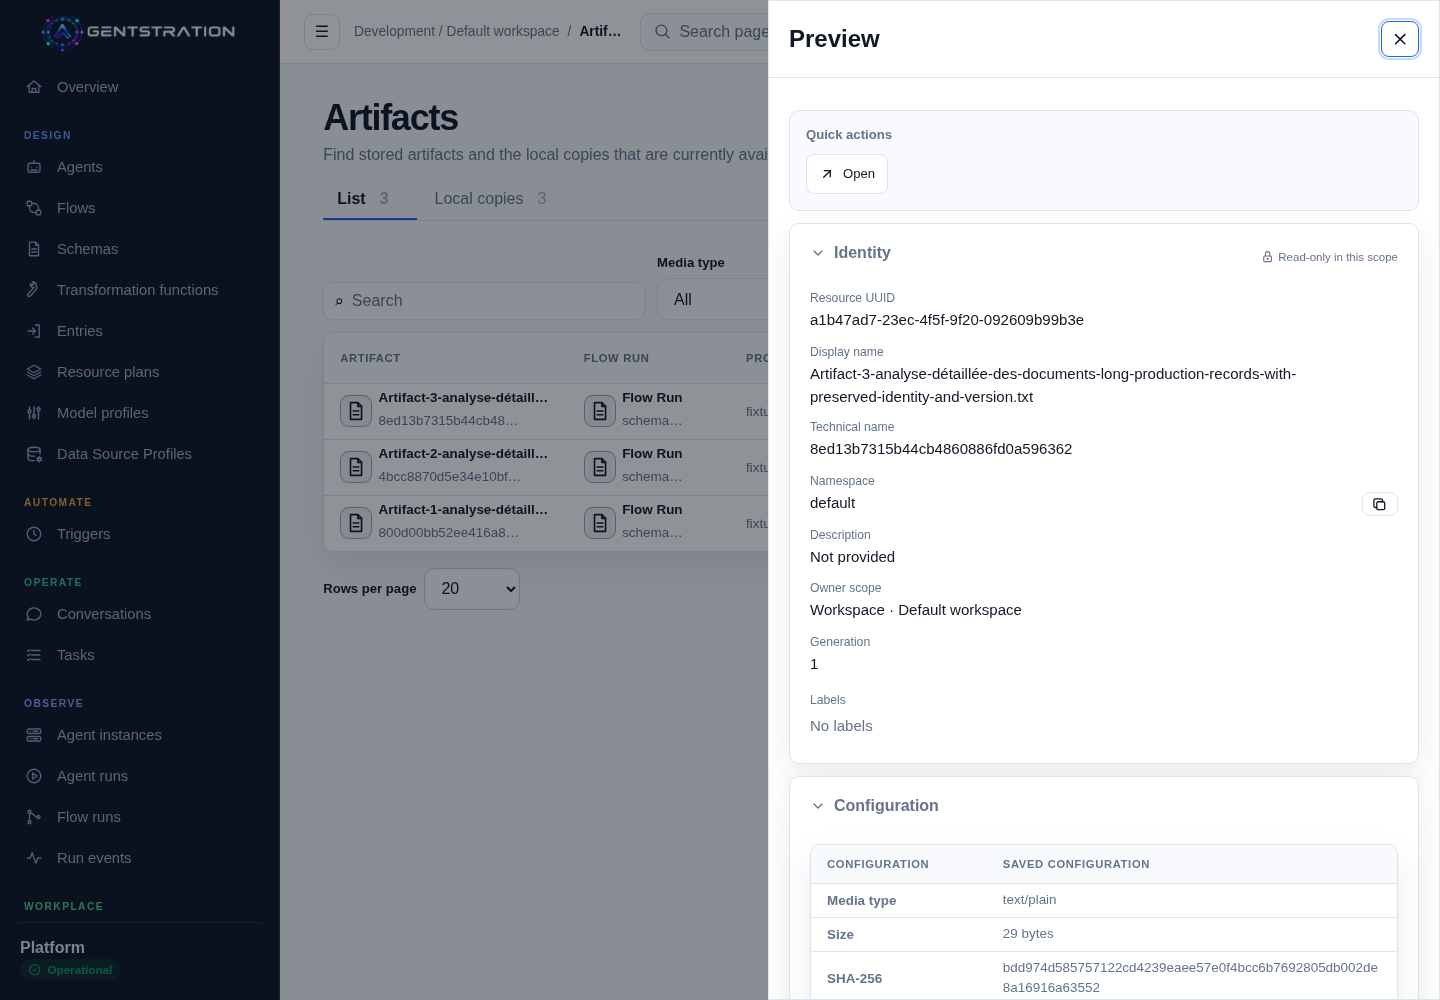 GENTSTRATION
Overview
DESIGN
Agents
Flows
Schemas
Transformation functions
Entries
Resource plans
Model profiles
Data Source Profiles
AUTOMATE
Triggers
OPERATE
Conversations
Tasks
OBSERVE
Agent instances
Agent runs
Flow runs
Run events
WORKPLACE
Platform
Operational
Development / Default workspace / Artif…
Search page
Artifacts
Find stored artifacts and the local copies that are currently avai
List 3 Local copies 3
Media type
Search
All
ARTIFACT FLOW RUN PRO
Artifact-3-analyse-détaill… Flow Run
8ed13b7315b44cb48… schema… fixtu
Artifact-2-analyse-détaill… Flow Run
4bcc8870d5e34e10bf… schema… fixtu
Artifact-1-analyse-détaill… Flow Run
800d00bb52ee416a8… schema… fixtu
Rows per page 20
Preview
Quick actions
Open
Identity
Read-only in this scope
Resource UUID
a1b47ad7-23ec-4f5f-9f20-092609b99b3e
Display name
Artifact-3-analyse-détaillée-des-documents-long-production-records-with-
preserved-identity-and-version.txt
Technical name
8ed13b7315b44cb4860886fd0a596362
Namespace
default
Description
Not provided
Owner scope
Workspace · Default workspace
Generation
1
Labels
No labels
Configuration
CONFIGURATION SAVED CONFIGURATION
Media type text/plain
Size 29 bytes
SHA-256 bdd974d585757122cd4239eaee57e0f4bcc6b7692805db002de
8a16916a63552